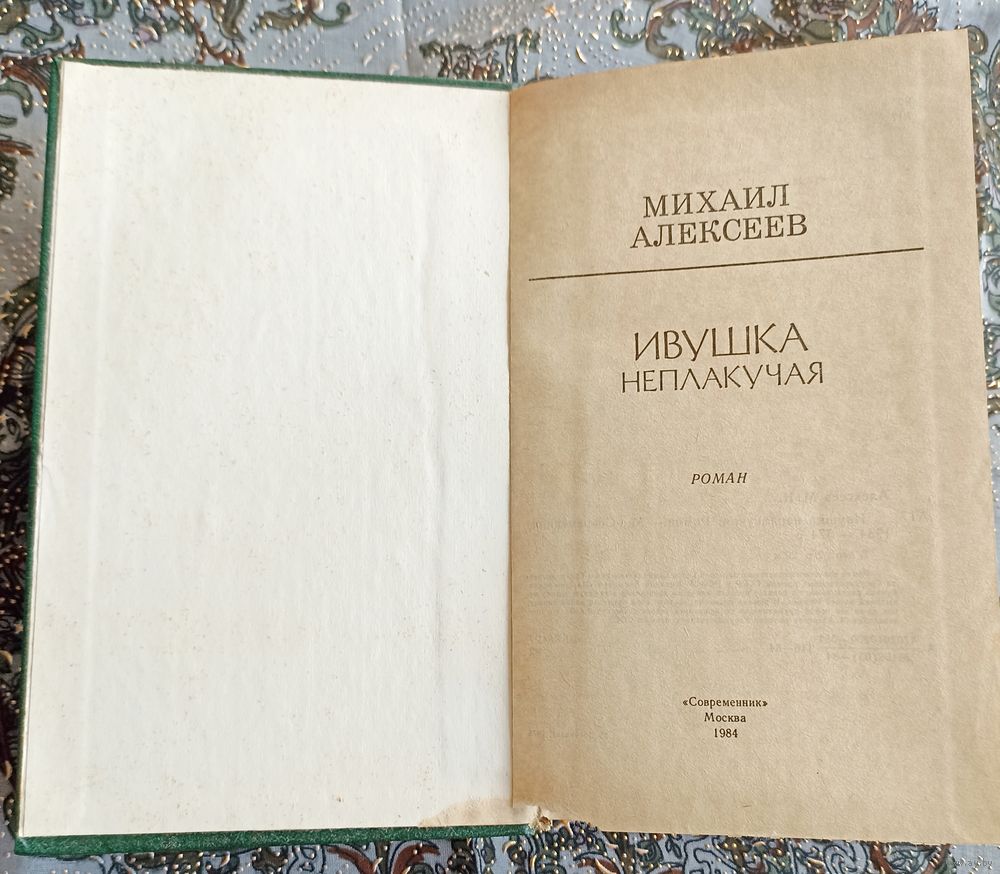 МИХАИЛ
АЛЕКСЕЕВ
ИВУШКА
НЕПЛАКУЧАЯ
РОМАН
«Современник»
Москва
1984